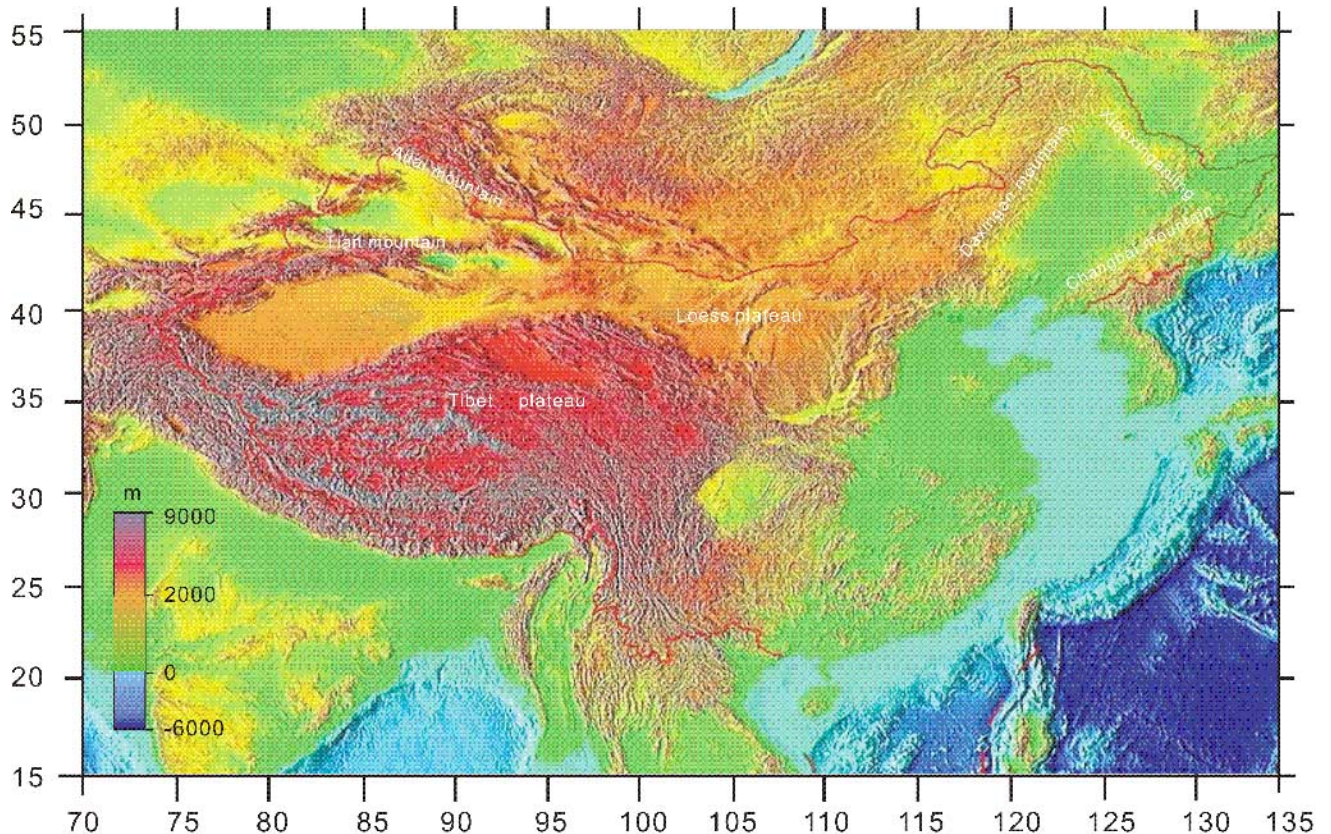 55
50
45
40
35
30
25
20
15
Altai mountain
Tian mountain
Daxingan mountain
Xiaoxinganling
Changbai mountain
Loess plateau
Tibet plateau
m
9000
2000
0
-6000
70 75 80 85 90 95 100 105 110 115 120 125 130 135